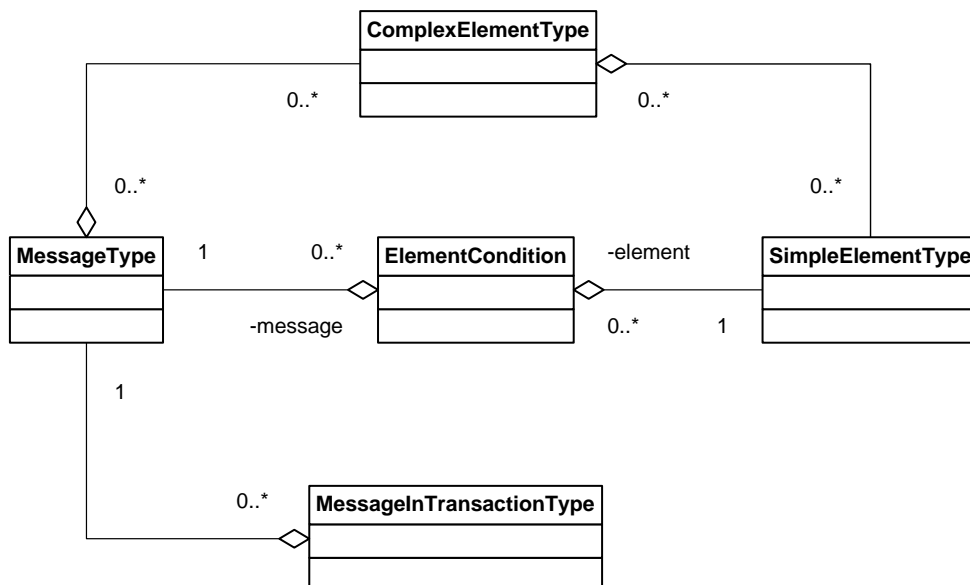 ComplexElementType
0..*
0..*
0..*
0..*
MessageType
1
0..*
ElementCondition
-element
SimpleElementType
-message
0..*
1
1
0..*
MessageInTransactionType